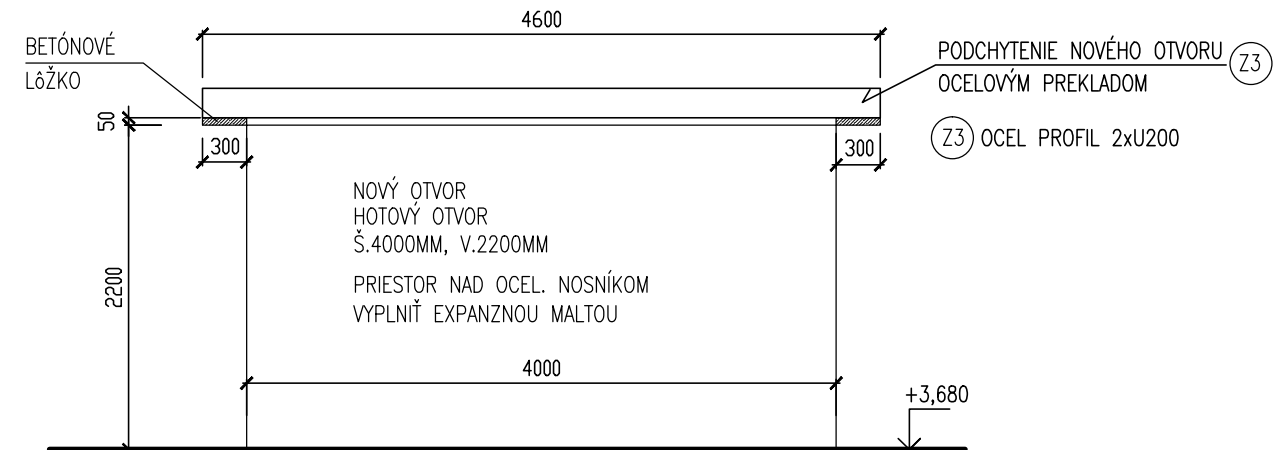 4600
BETÓNOVÉ
LôŽKO
PODCHYTENIE NOVÉHO OTVORU
OCELOVÝM PREKLADOM
Z3
50
300
300
Z3 OCEL PROFIL 2xU200
NOVÝ OTVOR
HOTOVÝ OTVOR
Š.4000MM, V.2200MM
PRIESTOR NAD OCEL. NOSNÍKOM
VYPLNIŤ EXPANZNOU MALTOU
2200
4000
+3,680